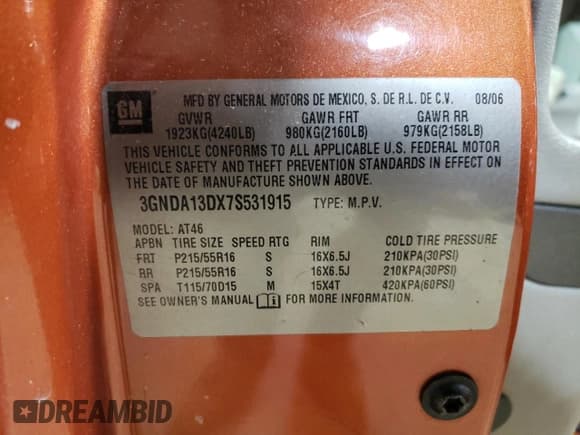 GM
MFD BY GENERAL MOTORS DE MEXICO, S. DE R.L. DE C.V. 08/06
GVWR GAWR FRT GAWR RR
1923KG(4240LB) 980KG(2160LB) 979KG(2158LB)
THIS VEHICLE CONFORMS TO ALL APPLICABLE U.S. FEDERAL MOTOR
VEHICLE SAFETY AND THEFT PREVENTION STANDARDS IN EFFECT ON
THE DATE OF MANUFACTURE SHOWN ABOVE.
3GNDA13DX7S531915 TYPE: M.P.V.
MODEL: AT46
APBN TIRE SIZE SPEED RTG RIM COLD TIRE PRESSURE
FRT P215/55R16 S 16X6.5J 210KPA(30PSI)
RR P215/55R16 S 16X6.5J 210KPA(30PSI)
SPA T115/70D15 M 15X4T 420KPA(60PSI)
SEE OWNER'S MANUAL FOR MORE INFORMATION.
DREAMBID